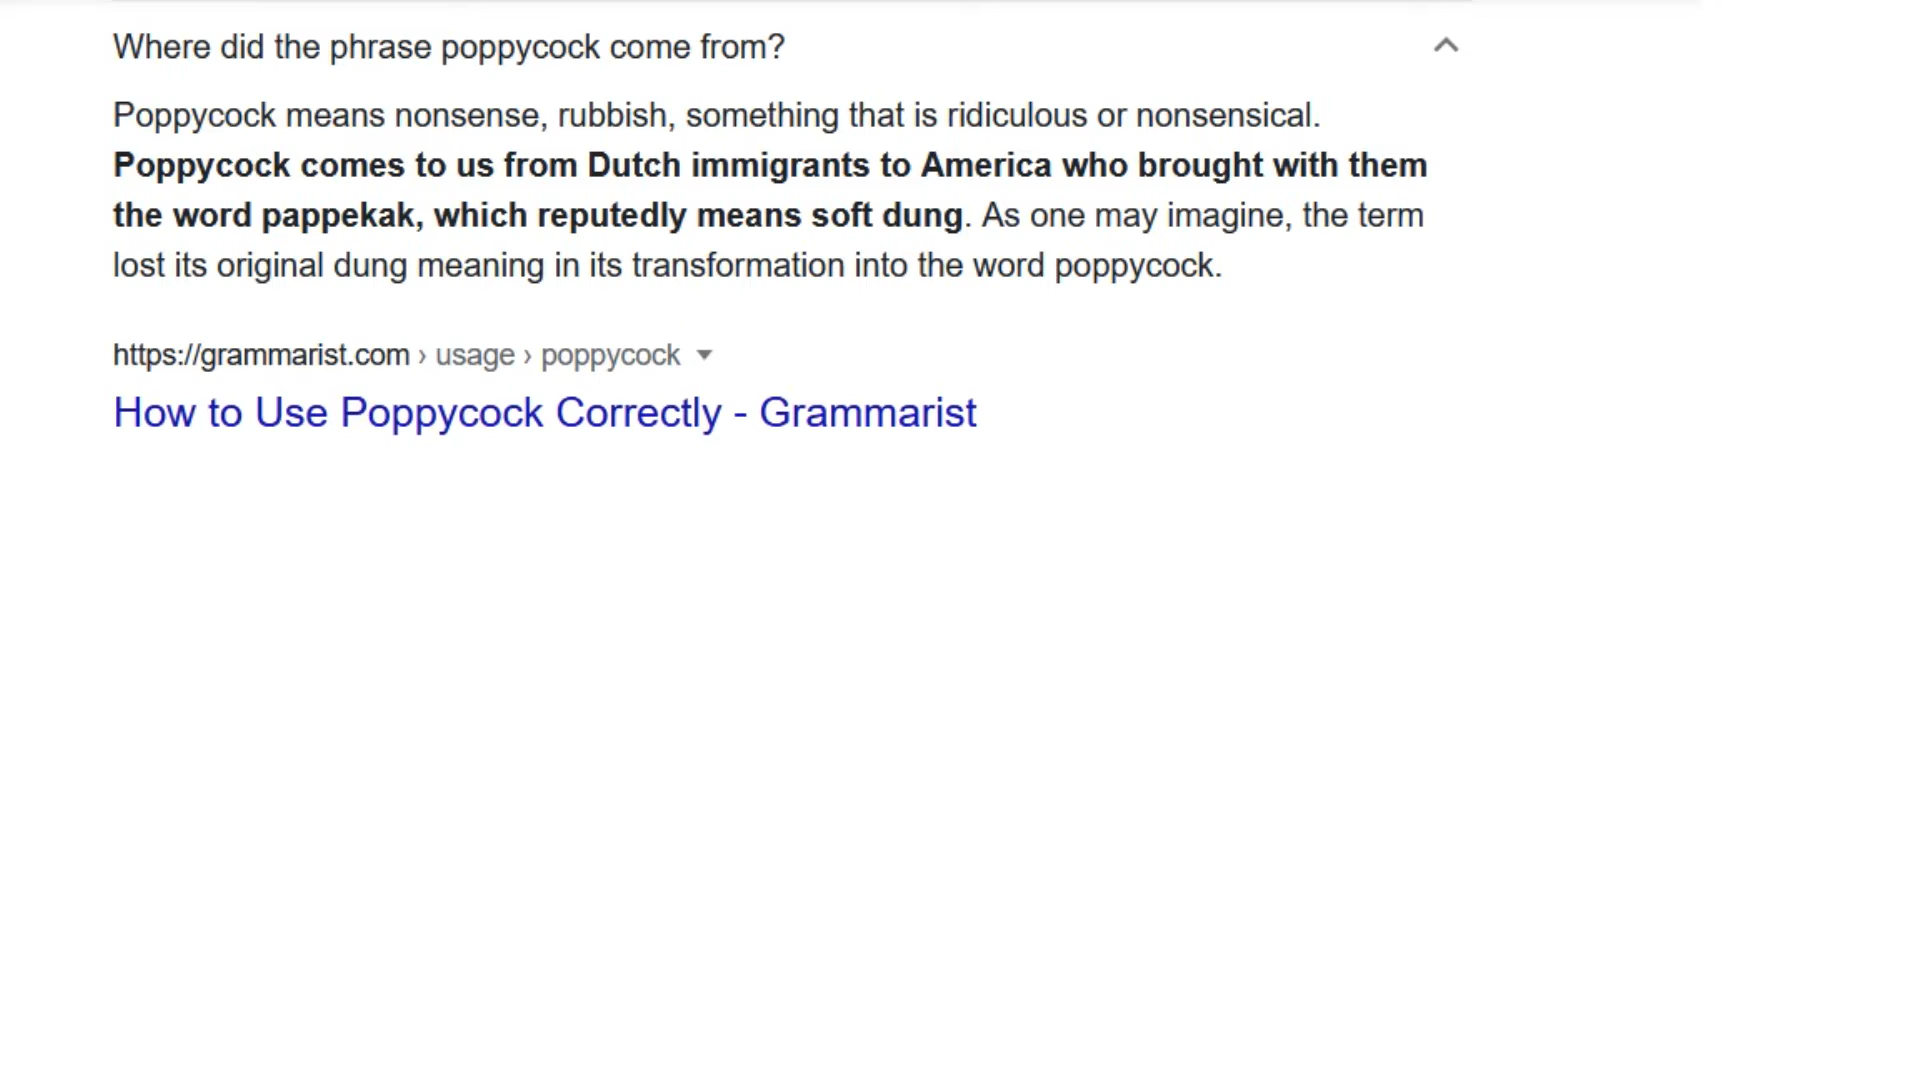 Where did the phrase poppycock come from?
Poppycock means nonsense, rubbish, something that is ridiculous or nonsensical.
Poppycock comes to us from Dutch immigrants to America who brought with them
the word pappekak, which reputedly means soft dung. As one may imagine, the term
lost its original dung meaning in its transformation into the word poppycock.
https://grammarist.com › usage › poppycock
How to Use Poppycock Correctly - Grammarist